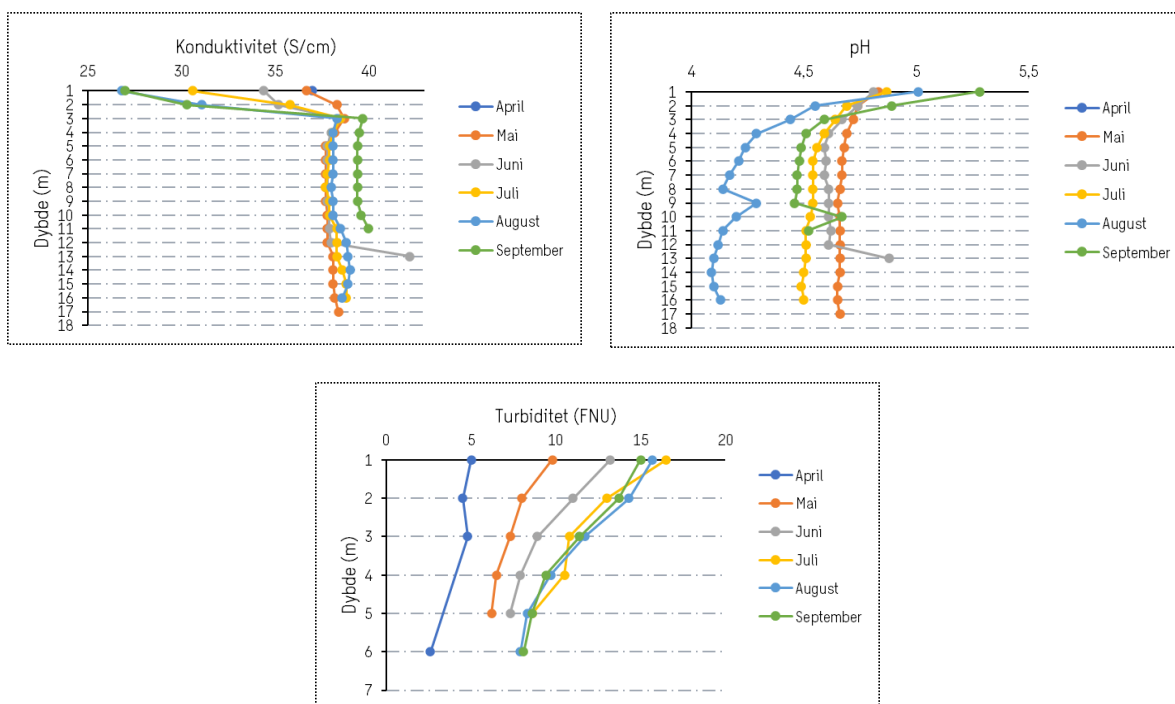 Konduktivitet (S/cm)
25 30 35 40
1
2
3
4
5
6
7
8
9
10
11
12
13
14
15
16
17
18
Dybde (m)
April
Mai
Juni
Juli
August
September
pH
4 4,5 5 5,5
1
2
3
4
5
6
7
8
9
10
11
12
13
14
15
16
17
18
Dybde (m)
April
Mai
Juni
Juli
August
September
Turbiditet (FNU)
0 5 10 15 20
1
2
3
4
5
6
7
Dybde (m)
April
Mai
Juni
Juli
August
September